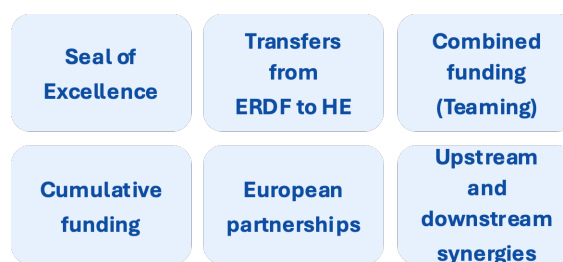 Seal of
Excellence
Transfers
from
ERDF to HE
Combined
funding
(Teaming)
Cumulative
funding
European
partnerships
Upstream
and
downstream
synergies